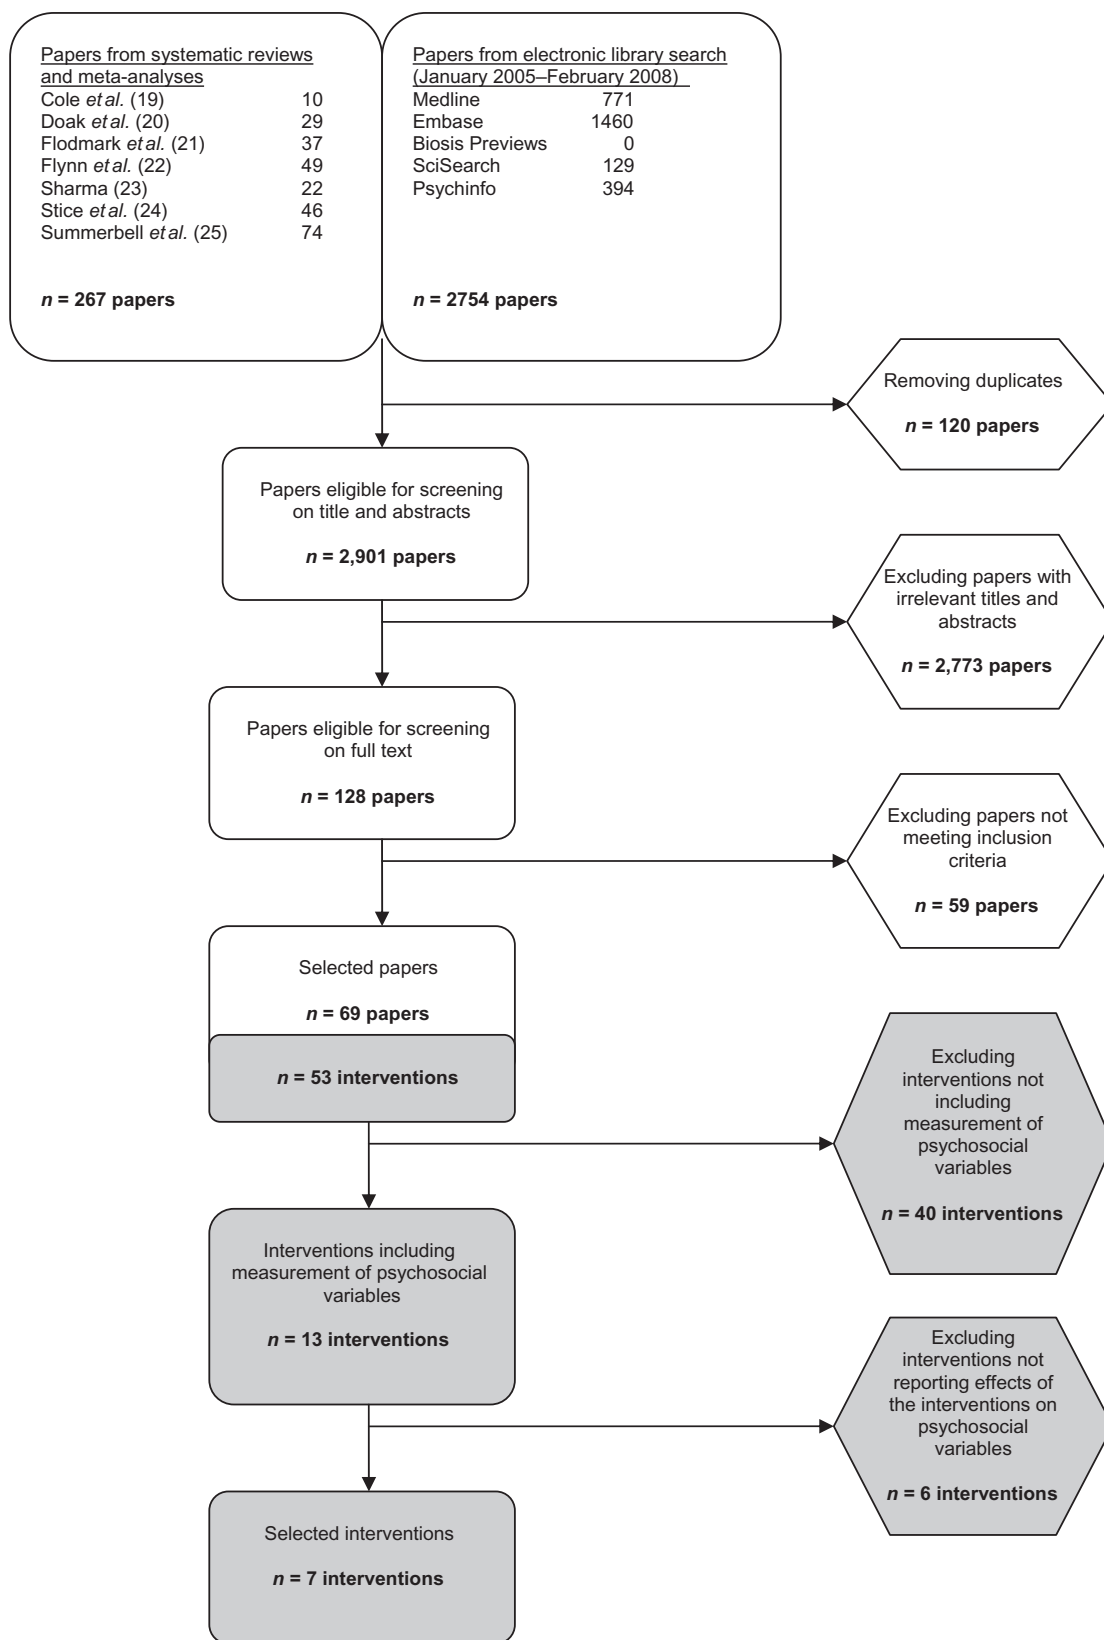 Papers from systematic reviews
and meta-analyses
Cole et al. (19) 10
Doak et al. (20) 29
Flodmark et al. (21) 37
Flynn et al. (22) 49
Sharma (23) 22
Stice et al. (24) 46
Summerbell et al. (25) 74
n = 267 papers
Papers from electronic library search
(January 2005–February 2008)
Medline 771
Embase 1460
Biosis Previews 0
SciSearch 129
Psychinfo 394
n = 2754 papers
Removing duplicates
n = 120 papers
Papers eligible for screening
on title and abstracts
n = 2,901 papers
Excluding papers with
irrelevant titles and
abstracts
n = 2,773 papers
Papers eligible for screening
on full text
n = 128 papers
Excluding papers not
meeting inclusion
criteria
n = 59 papers
Selected papers
n = 69 papers
n = 53 interventions
Excluding
interventions not
including
measurement of
psychosocial
variables
n = 40 interventions
Interventions including
measurement of psychosocial
variables
n = 13 interventions
Excluding
interventions not
reporting effects of
the interventions on
psychosocial
variables
n = 6 interventions
Selected interventions
n = 7 interventions